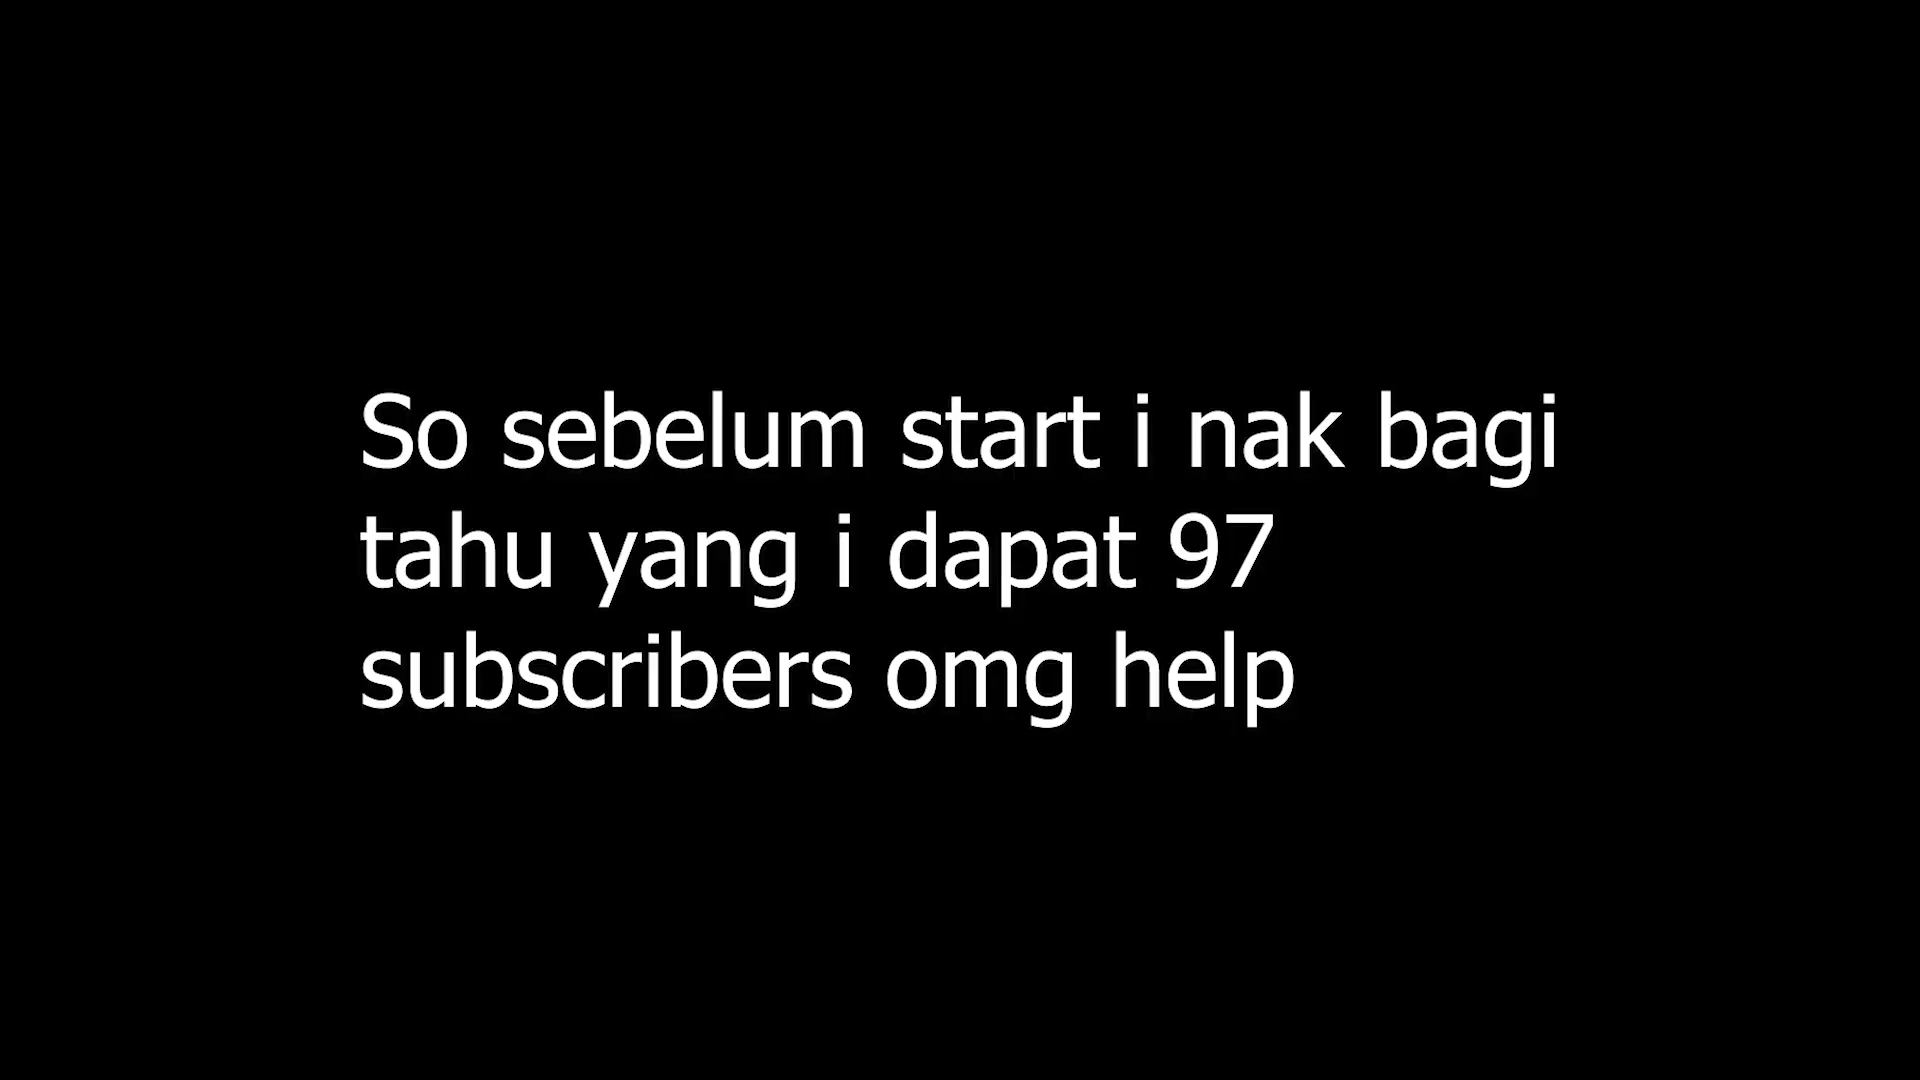 So sebelum start i nak bagi
tahu yang i dapat 97
subscribers omg help